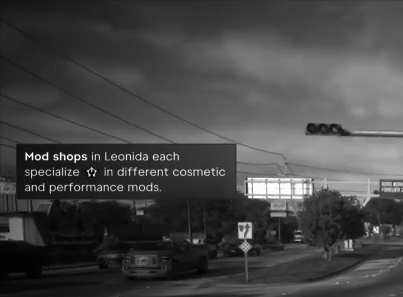 Mod shops in Leonida each
specialize in different cosmetic
and performance mods.